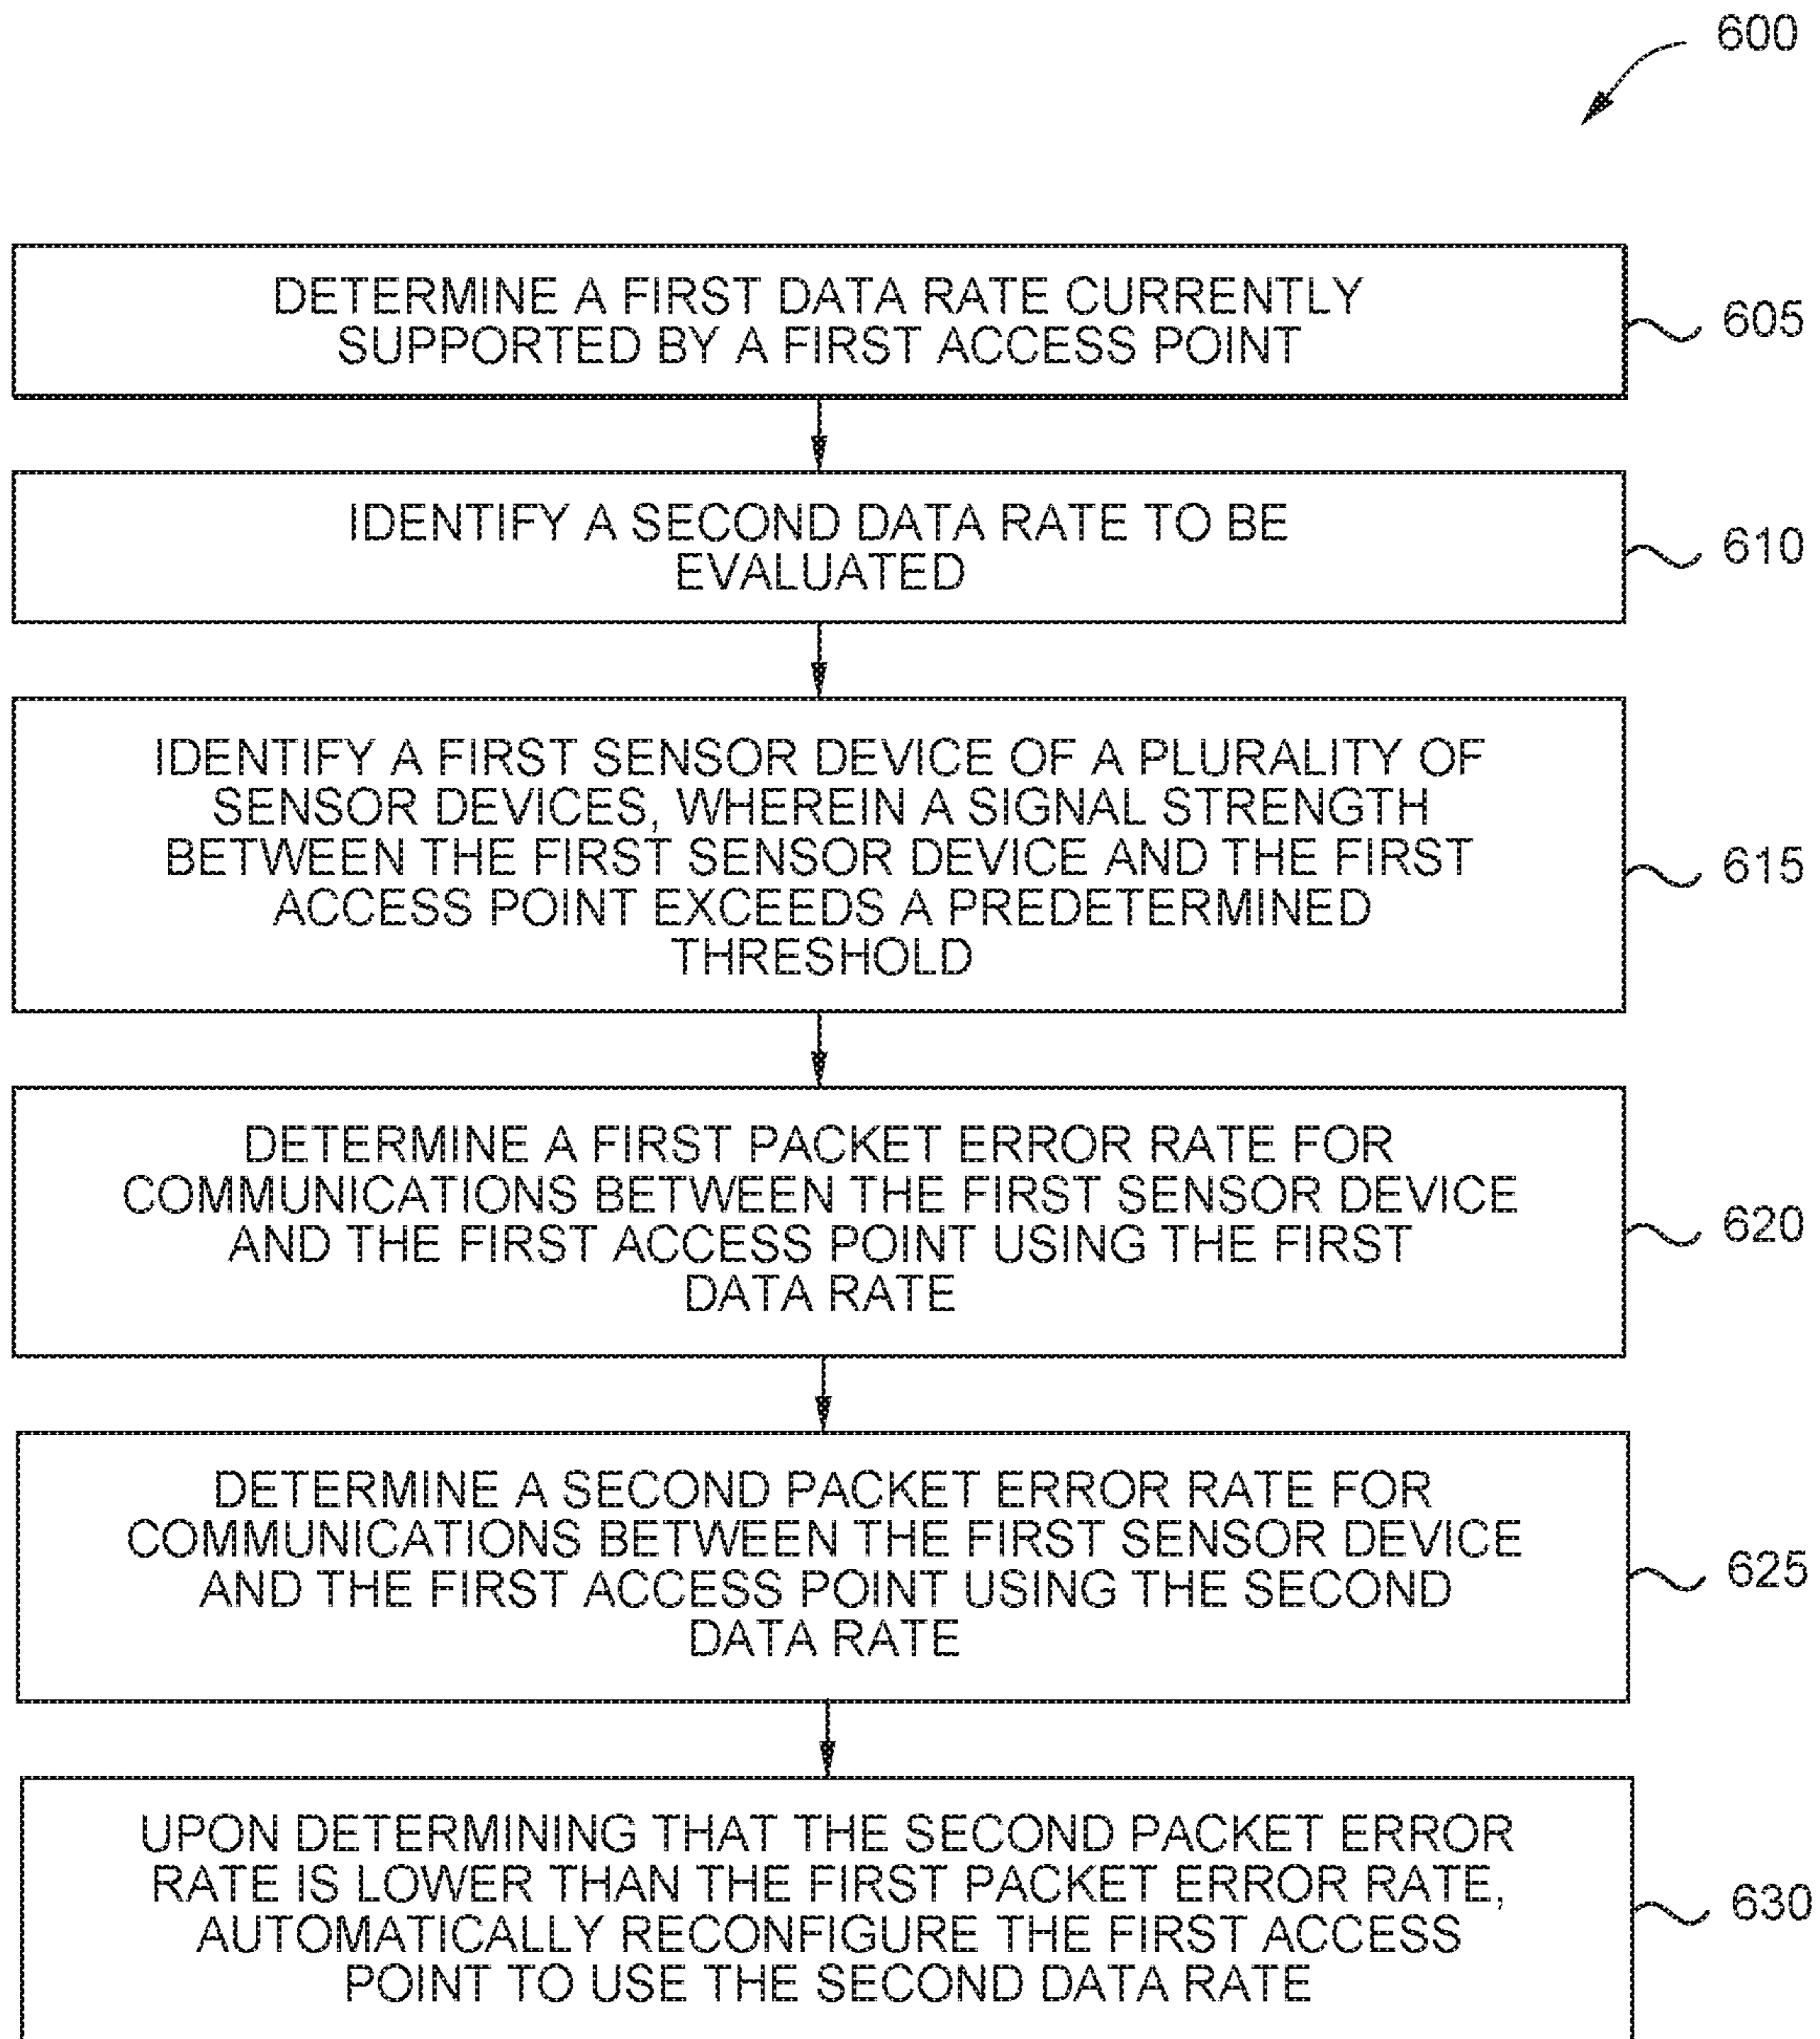 600
DETERMINE A FIRST DATA RATE CURRENTLY
SUPPORTED BY A FIRST ACCESS POINT
605
IDENTIFY A SECOND DATA RATE TO BE
EVALUATED
610
IDENTIFY A FIRST SENSOR DEVICE OF A PLURALITY OF
SENSOR DEVICES, WHEREIN A SIGNAL STRENGTH
BETWEEN THE FIRST SENSOR DEVICE AND THE FIRST
ACCESS POINT EXCEEDS A PREDETERMINED
THRESHOLD
615
DETERMINE A FIRST PACKET ERROR RATE FOR
COMMUNICATIONS BETWEEN THE FIRST SENSOR DEVICE
AND THE FIRST ACCESS POINT USING THE FIRST
DATA RATE
620
DETERMINE A SECOND PACKET ERROR RATE FOR
COMMUNICATIONS BETWEEN THE FIRST SENSOR DEVICE
AND THE FIRST ACCESS POINT USING THE SECOND
DATA RATE
625
UPON DETERMINING THAT THE SECOND PACKET ERROR
RATE IS LOWER THAN THE FIRST PACKET ERROR RATE,
AUTOMATICALLY RECONFIGURE THE FIRST ACCESS
POINT TO USE THE SECOND DATA RATE
630